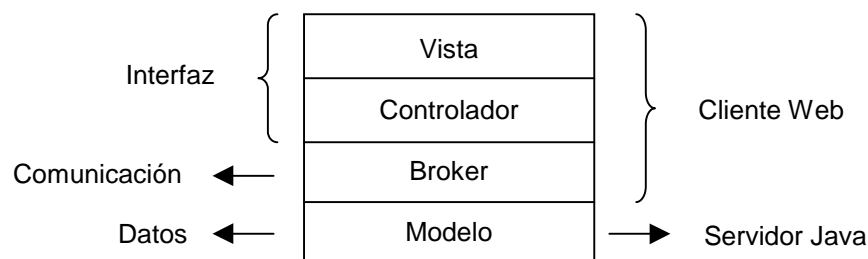 Vista
Interfaz
Controlador
Cliente Web
Comunicación
Broker
Datos
Modelo
Servidor Java